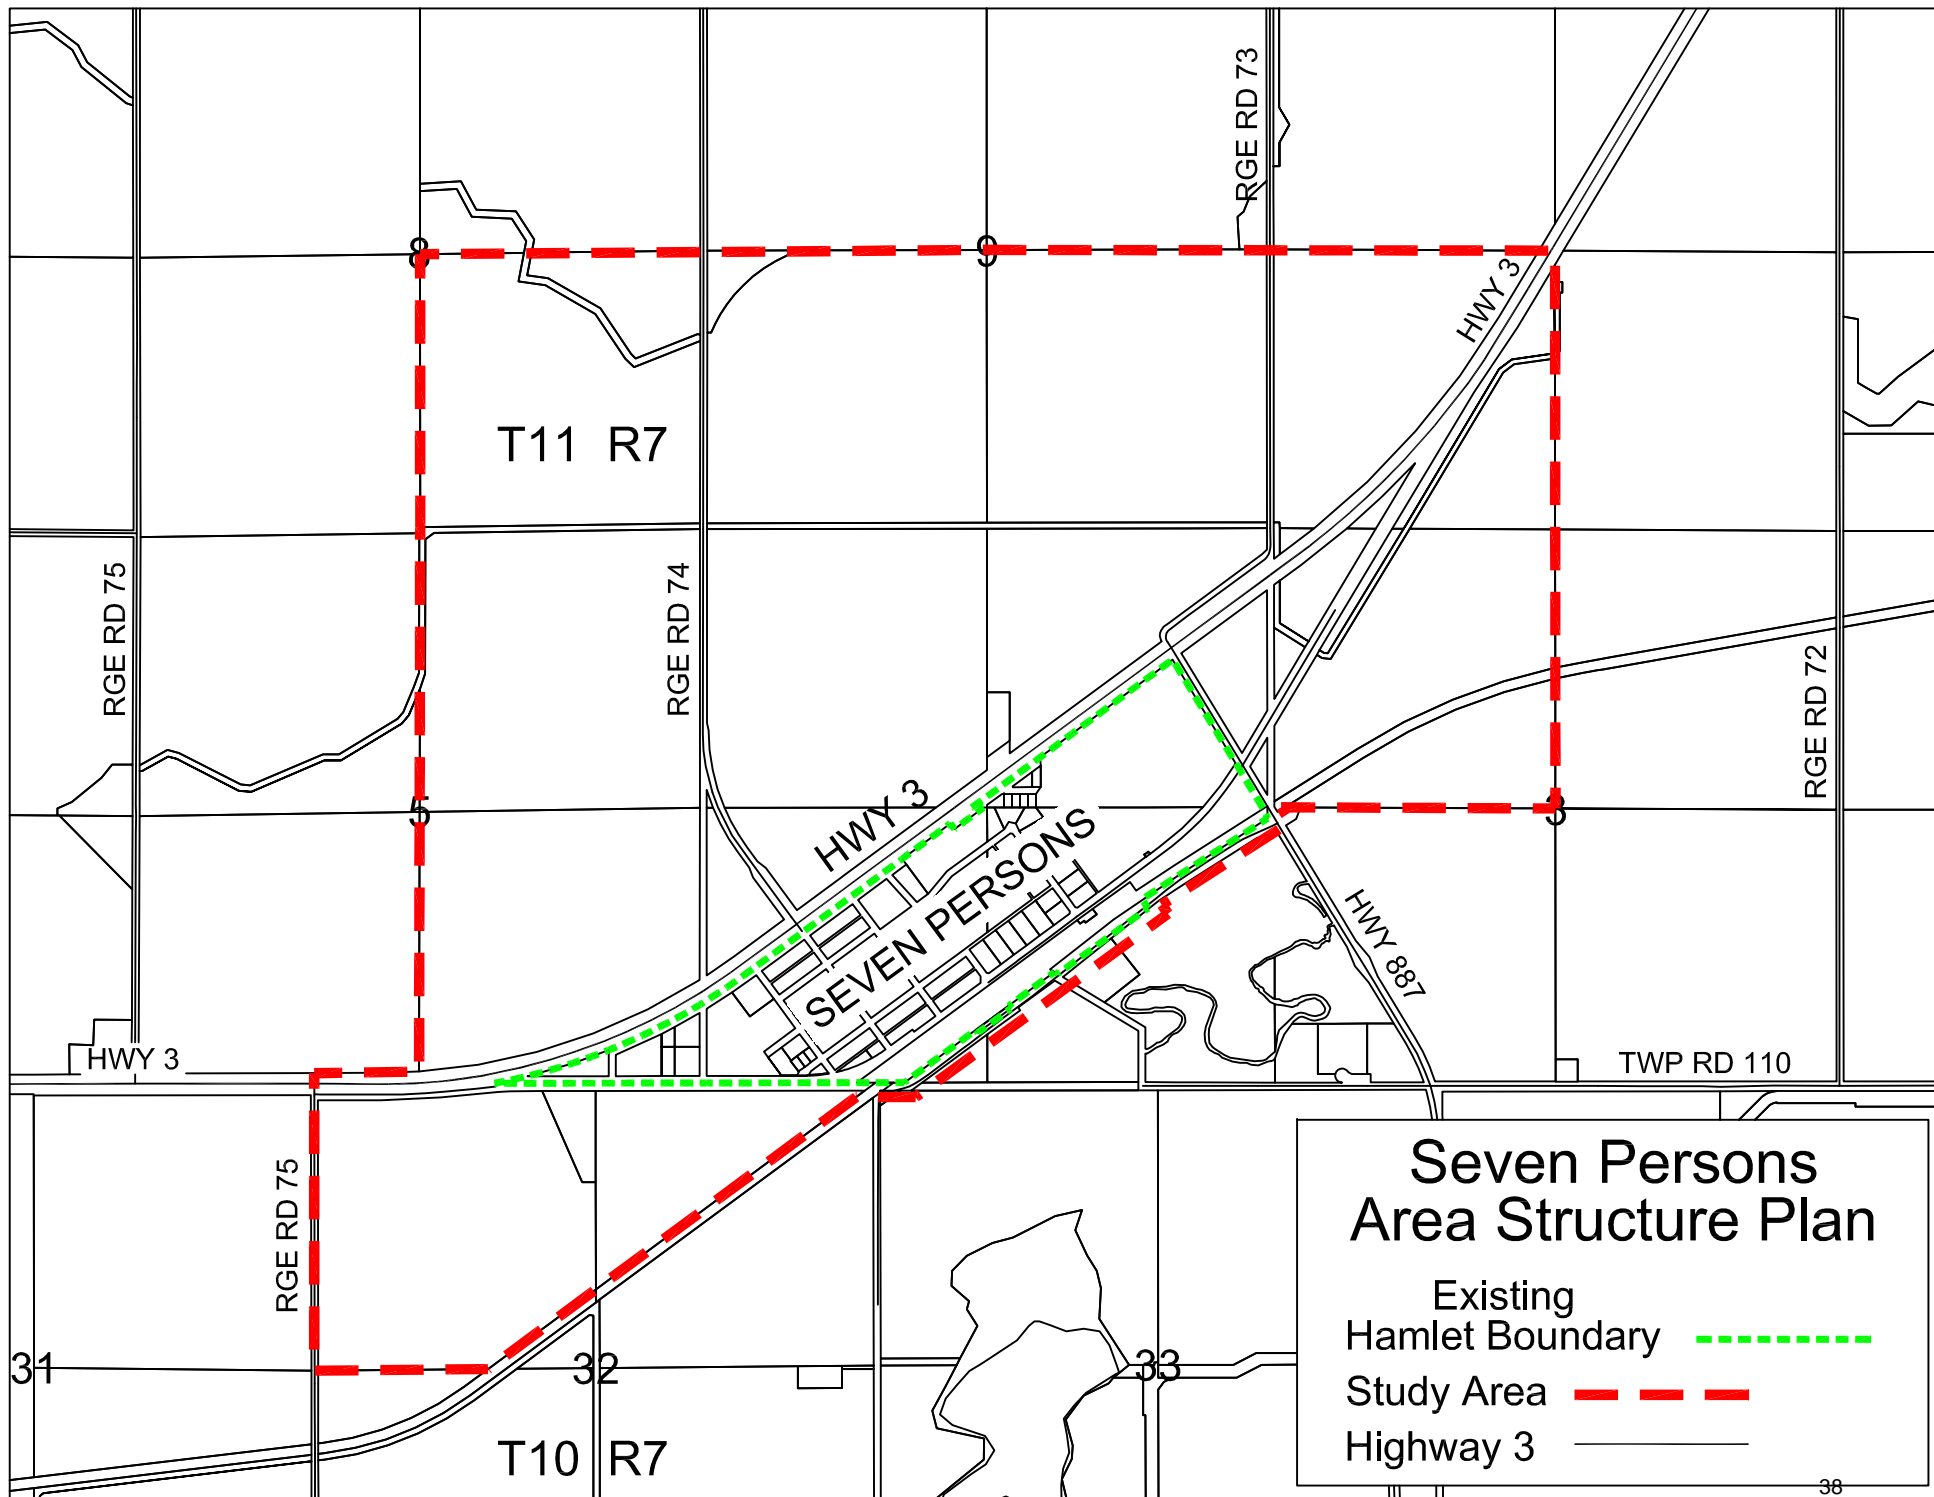 RGE RD 73
8
9
HWY 3
T11 R7
RGE RD 75
RGE RD 74
RGE RD 72
5
HWY 3
3
SEVEN PERSONS
HWY 887
HWY 3
TWP RD 110
RGE RD 75
31
32
33
T10 R7
Seven Persons
Area Structure Plan
Existing
Hamlet Boundary
Study Area
Highway 3
38